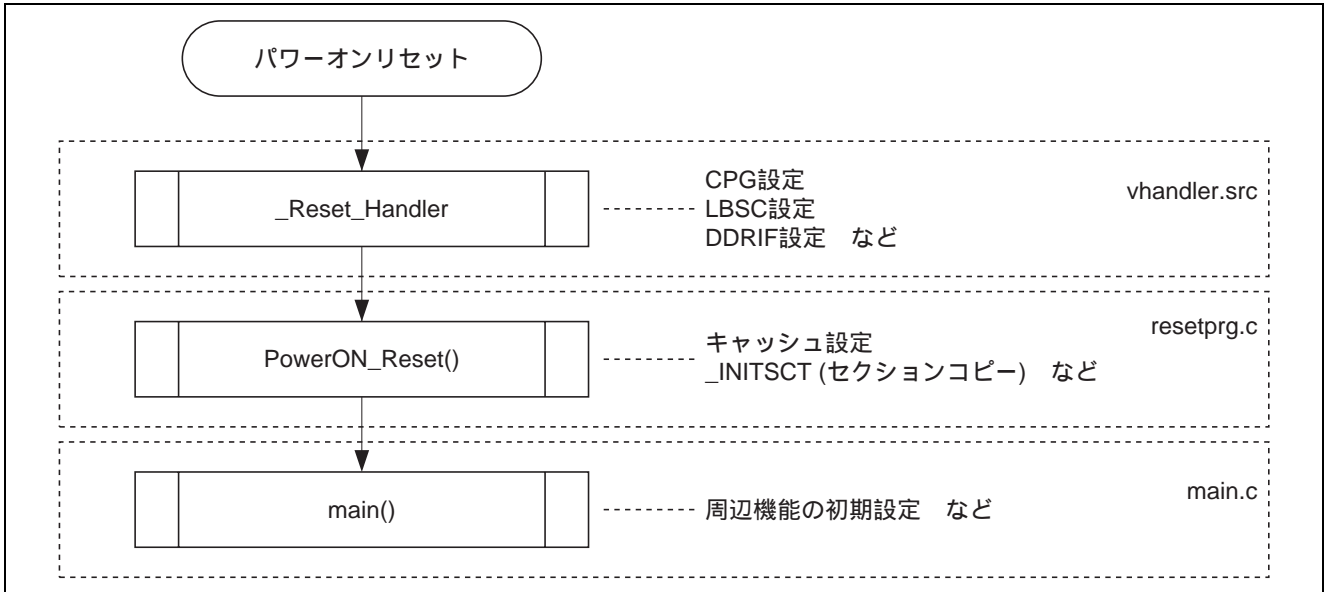 パワーオンリセット
_Reset_Handler
CPG設定
LBSC設定
DDRIF設定　など
vhandler.src
PowerON_Reset()
キャッシュ設定
_INITSCT (セクションコピー)　など
resetprg.c
main()
周辺機能の初期設定　など
main.c